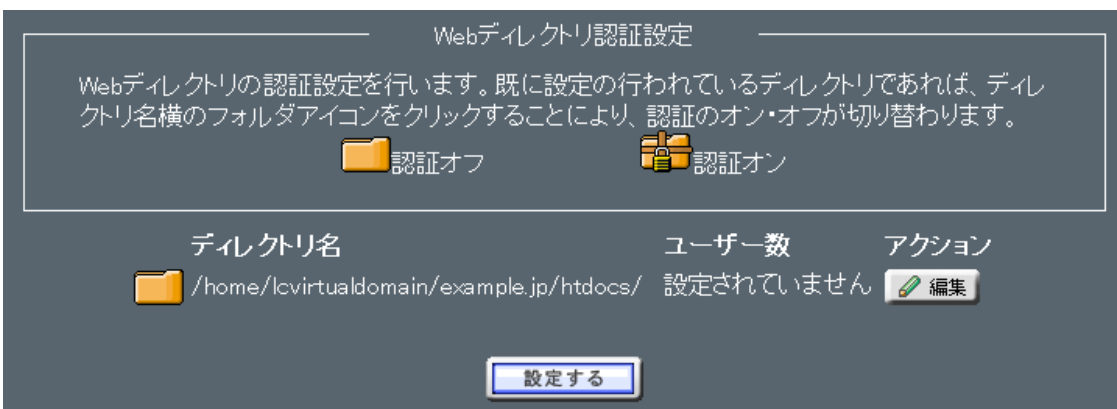 Webディレクトリ認証設定
Webディレクトリの認証設定を行います。既に設定の行われているディレクトリであれば、ディレ
クトリ名横のフォルダアイコンをクリックすることにより、認証のオン・オフが切り替わります。
認証オフ 認証オン
ディレクトリ名 ユーザー数 アクション
/home/lcvirtualdomain/example.jp/htdocs/ 設定されていません 編集
設定する